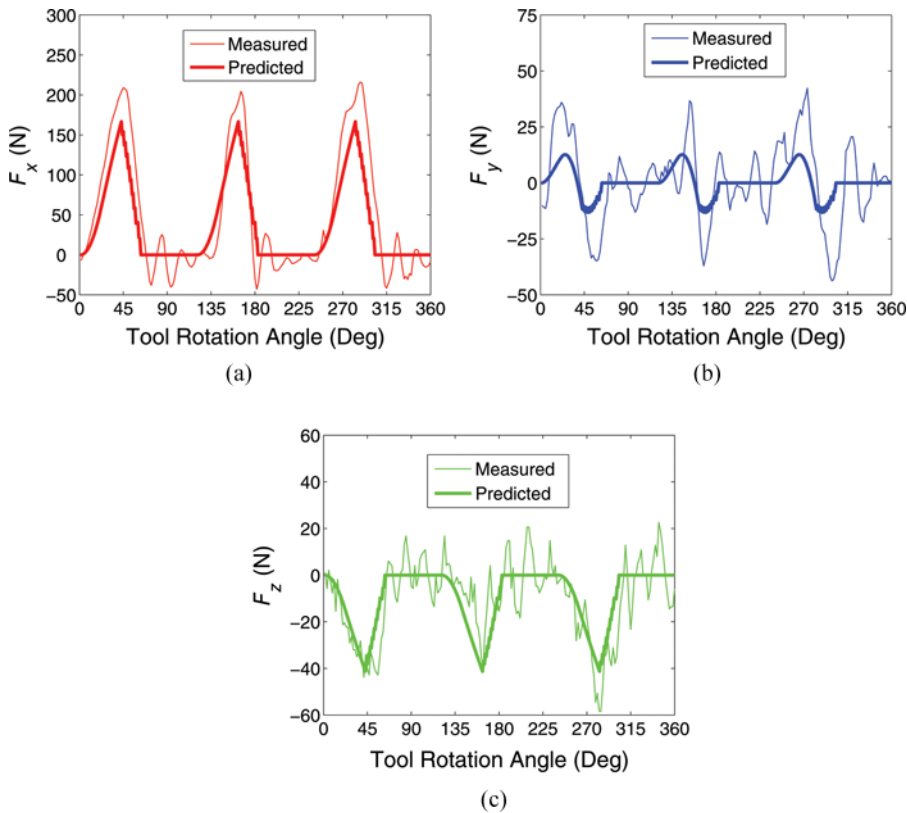 300
250
200
150
100
50
0
−50
F_x (N)
Measured
Predicted
0 45 90 135 180 225 270 315 360
Tool Rotation Angle (Deg)
(a)
75
50
25
0
−25
−50
F_y (N)
Measured
Predicted
0 45 90 135 180 225 270 315 360
Tool Rotation Angle (Deg)
(b)
60
40
20
0
−20
−40
−60
F_z (N)
Measured
Predicted
0 45 90 135 180 225 270 315 360
Tool Rotation Angle (Deg)
(c)